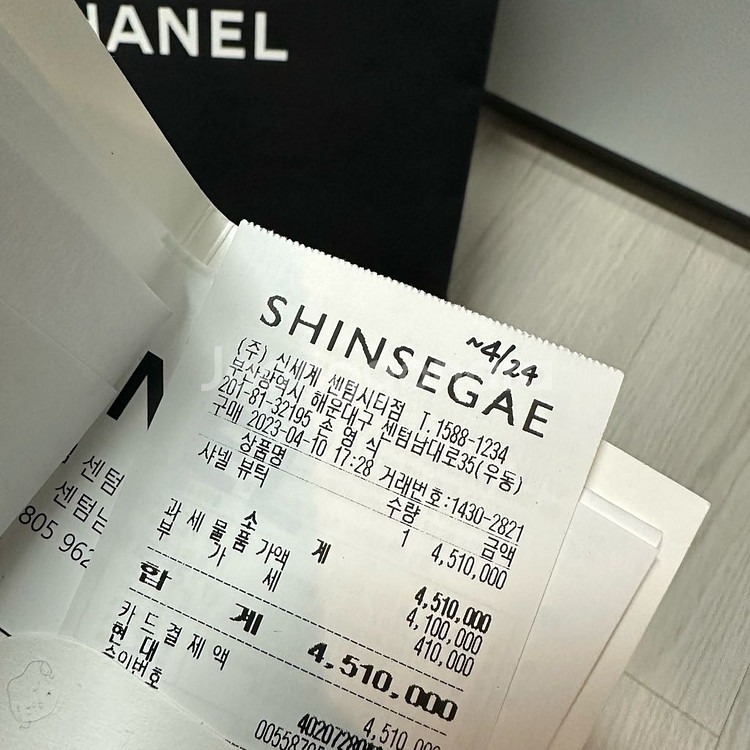 HANEL
SHINSEGAE
~4/24
(주) 신세계 센텀시티점 T.1588-1234
부산광역시 해운대구 센텀남대로35(우동)
201-81-32195 손 영 식
구매 2023-04-10 17:28 거래번호:1430-2821
상품명 수량 금액
샤넬 뷰틱 1 4,510,000
소 계 4,510,000
과 세 물 품 가액 4,100,000
부 가 세 410,000
합 계 4,510,000
카 드 결 제 액 4,510,000
현 대
승인번호
센텀
센텀
805 962